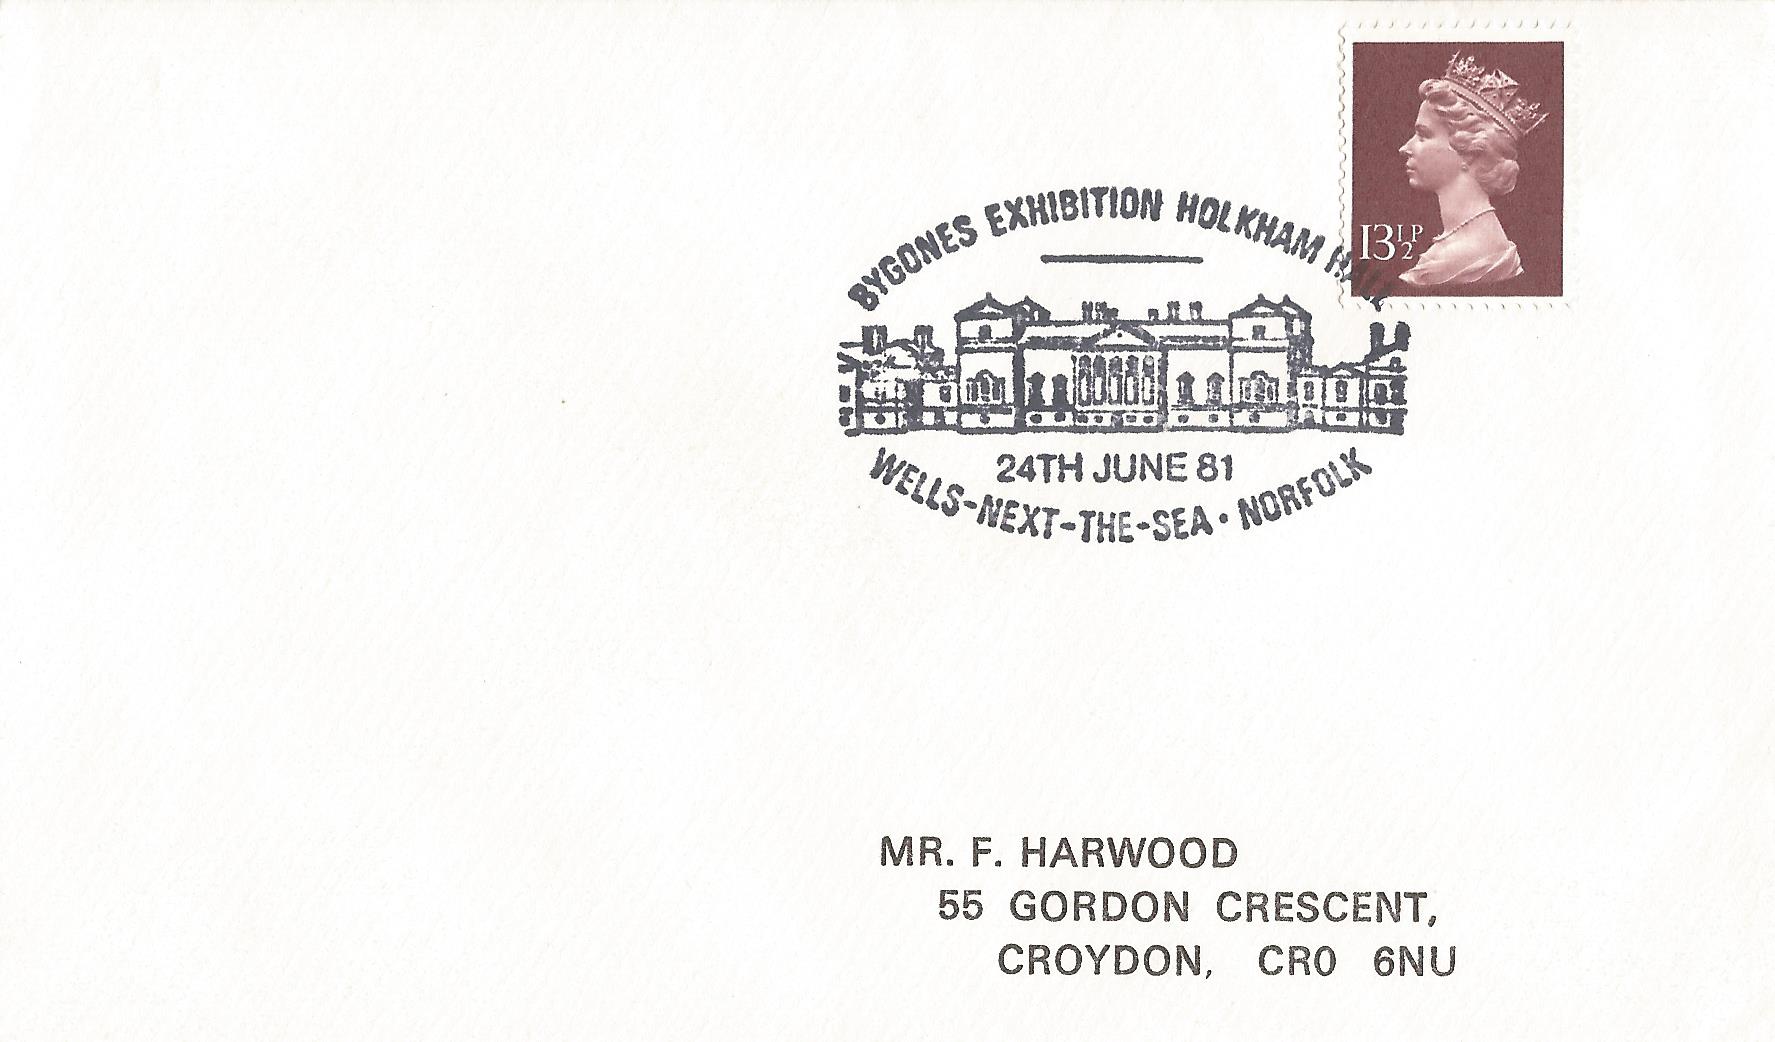 13½P
BYGONES EXHIBITION HOLKHAM HALL
24TH JUNE 81
WELLS-NEXT-THE-SEA · NORFOLK
MR. F. HARWOOD
55 GORDON CRESCENT,
CROYDON, CR0 6NU